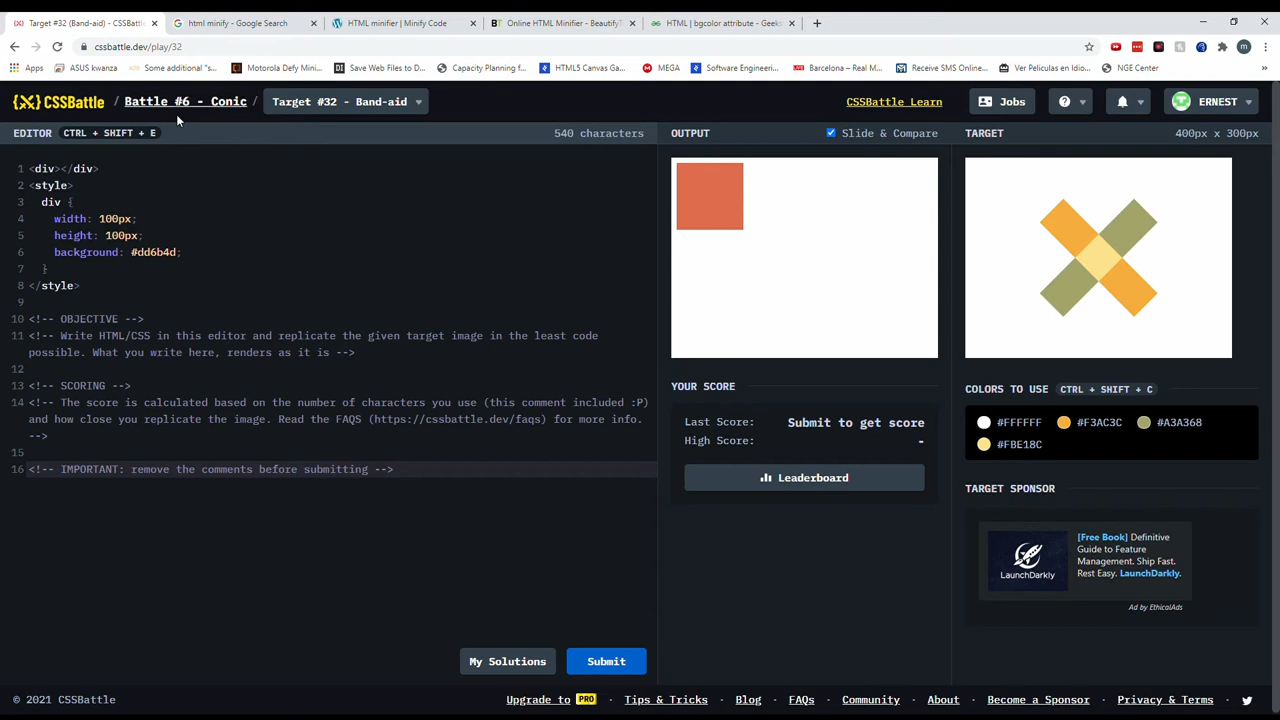 Target #32 (Band-aid) - CSSBattl
html minify - Google Search
HTML minifier | Minify Code
Online HTML Minifier - BeautifyT
HTML | bgcolor attribute - Geeks
cssbattle.dev/play/32
Apps
ASUS kwanza
Some additional "s...
Motorola Defy Mini...
Save Web Files to D...
Capacity Planning f...
HTML5 Canvas Ga...
MEGA
Software Engineeri...
Barcelona – Real M...
Receive SMS Online...
Ver Peliculas en Idio...
NGE Center
CSSBattle / Battle #6 - Conic / Target #32 - Band-aid
CSSBattle Learn
Jobs
ERNEST
EDITOR CTRL + SHIFT + E 540 characters
OUTPUT Slide & Compare
TARGET 400px x 300px
1 <div></div>
2 <style>
3 div {
4 width: 100px;
5 height: 100px;
6 background: #dd6b4d;
7 }
8 </style>
9
10 <!-- OBJECTIVE -->
11 <!-- Write HTML/CSS in this editor and replicate the given target image in the least code
possible. What you write here, renders as it is -->
12
13 <!-- SCORING -->
14 <!-- The score is calculated based on the number of characters you use (this comment included :P)
and how close you replicate the image. Read the FAQS (https://cssbattle.dev/faqs) for more info.
-->
15
16 <!-- IMPORTANT: remove the comments before submitting -->
YOUR SCORE
Last Score: Submit to get score
High Score: -
Leaderboard
COLORS TO USE CTRL + SHIFT + C
#FFFFFF #F3AC3C #A3A368
#FBE18C
TARGET SPONSOR
LaunchDarkly
[Free Book] Definitive
Guide to Feature
Management. Ship Fast.
Rest Easy. LaunchDarkly.
Ad by EthicalAds
My Solutions
Submit
© 2021 CSSBattle
Upgrade to PRO
Tips & Tricks
Blog
FAQs
Community
About
Become a Sponsor
Privacy & Terms